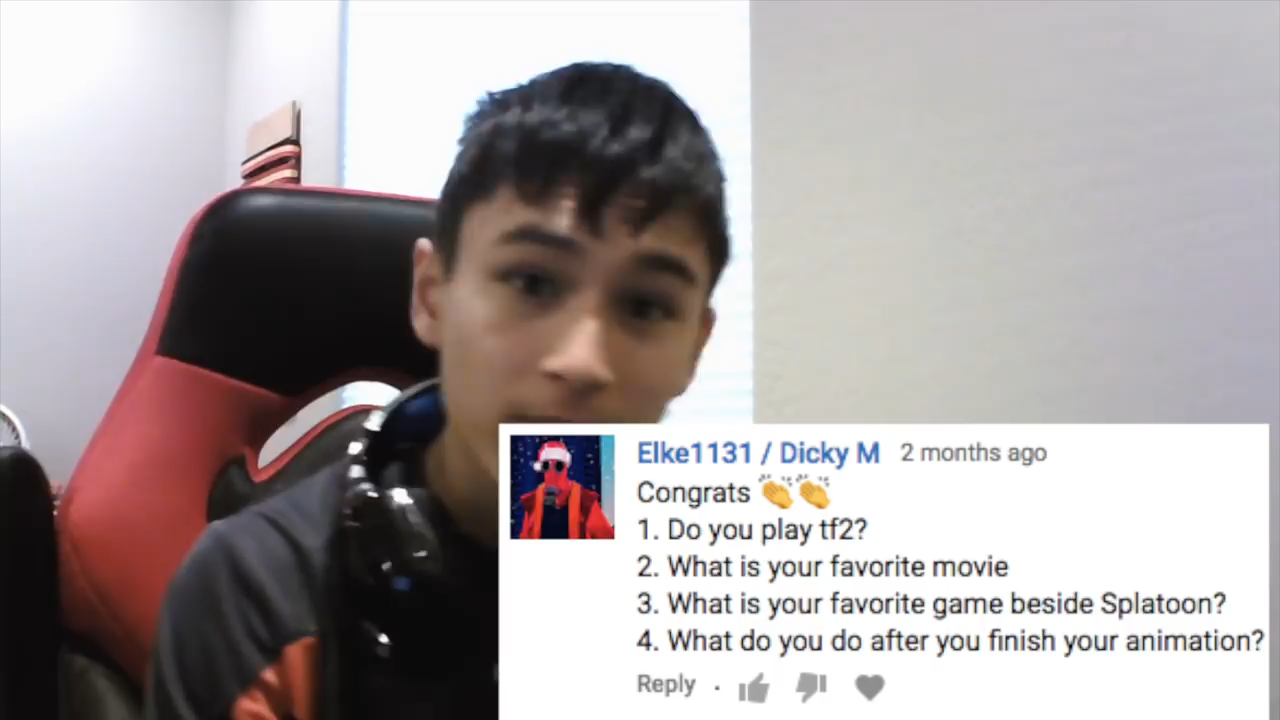 Elke1131 / Dicky M 2 months ago
Congrats 👏👏
1. Do you play tf2?
2. What is your favorite movie
3. What is your favorite game beside Splatoon?
4. What do you do after you finish your animation?
Reply ·